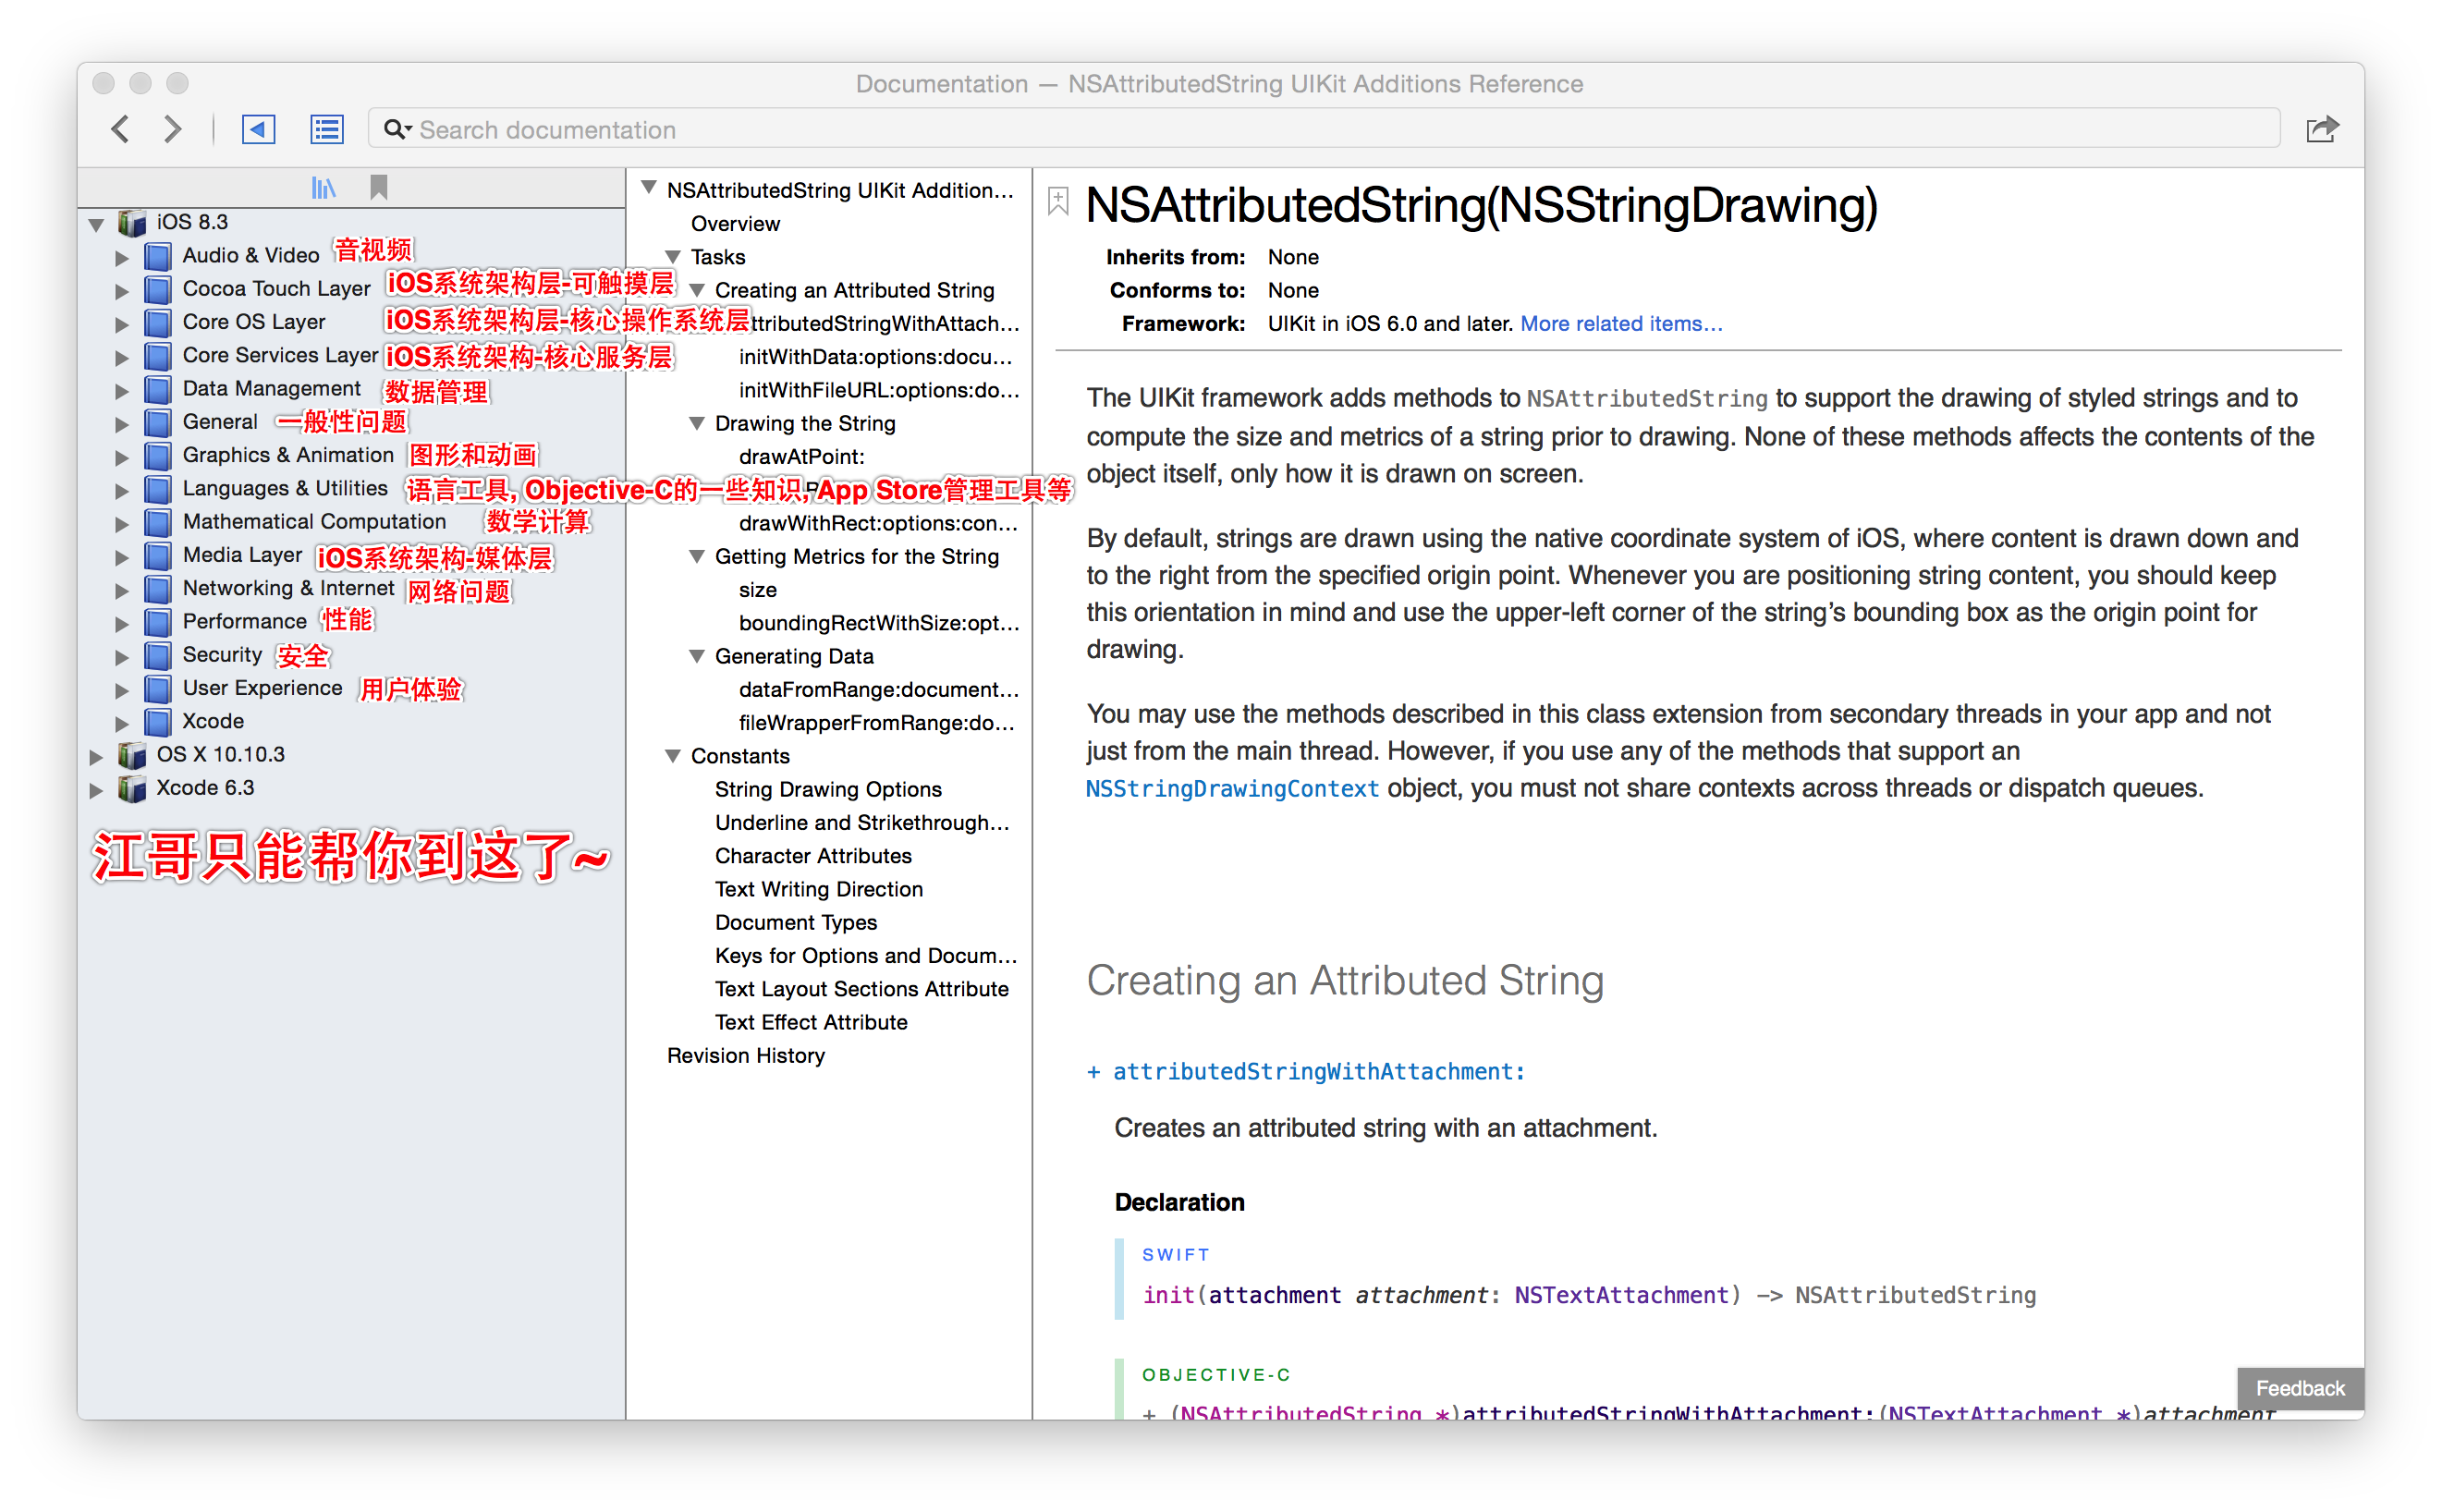 Documentation — NSAttributedString UIKit Additions Reference
Search documentation
iOS 8.3
Audio & Video 音视频
Cocoa Touch Layer iOS系统架构层-可触摸层
Core OS Layer iOS系统架构层-核心操作系统层
Core Services Layer iOS系统架构-核心服务层
Data Management 数据管理
General 一般性问题
Graphics & Animation 图形和动画
Languages & Utilities 语言工具, Objective-C的一些知识, App Store管理工具等
Mathematical Computation 数学计算
Media Layer iOS系统架构-媒体层
Networking & Internet 网络问题
Performance 性能
Security 安全
User Experience 用户体验
Xcode
OS X 10.10.3
Xcode 6.3
江哥只能帮你到这了~
NSAttributedString UIKit Addition...
Overview
Tasks
Creating an Attributed String
ttributedStringWithAttach...
initWithData:options:docu...
initWithFileURL:options:do...
Drawing the String
drawAtPoint:
drawWithRect:options:con...
Getting Metrics for the String
size
boundingRectWithSize:opt...
Generating Data
dataFromRange:document...
fileWrapperFromRange:do...
Constants
String Drawing Options
Underline and Strikethrough...
Character Attributes
Text Writing Direction
Document Types
Keys for Options and Docum...
Text Layout Sections Attribute
Text Effect Attribute
Revision History
NSAttributedString(NSStringDrawing)
Inherits from: None
Conforms to: None
Framework: UIKit in iOS 6.0 and later. More related items...
The UIKit framework adds methods to NSAttributedString to support the drawing of styled strings and to
compute the size and metrics of a string prior to drawing. None of these methods affects the contents of the
object itself, only how it is drawn on screen.
By default, strings are drawn using the native coordinate system of iOS, where content is drawn down and
to the right from the specified origin point. Whenever you are positioning string content, you should keep
this orientation in mind and use the upper-left corner of the string’s bounding box as the origin point for
drawing.
You may use the methods described in this class extension from secondary threads in your app and not
just from the main thread. However, if you use any of the methods that support an
NSStringDrawingContext object, you must not share contexts across threads or dispatch queues.
Creating an Attributed String
+ attributedStringWithAttachment:
Creates an attributed string with an attachment.
Declaration
SWIFT
init(attachment attachment: NSTextAttachment) -> NSAttributedString
OBJECTIVE-C
+ (NSAttributedString *)attributedStringWithAttachment:(NSTextAttachment *)attachment
Feedback